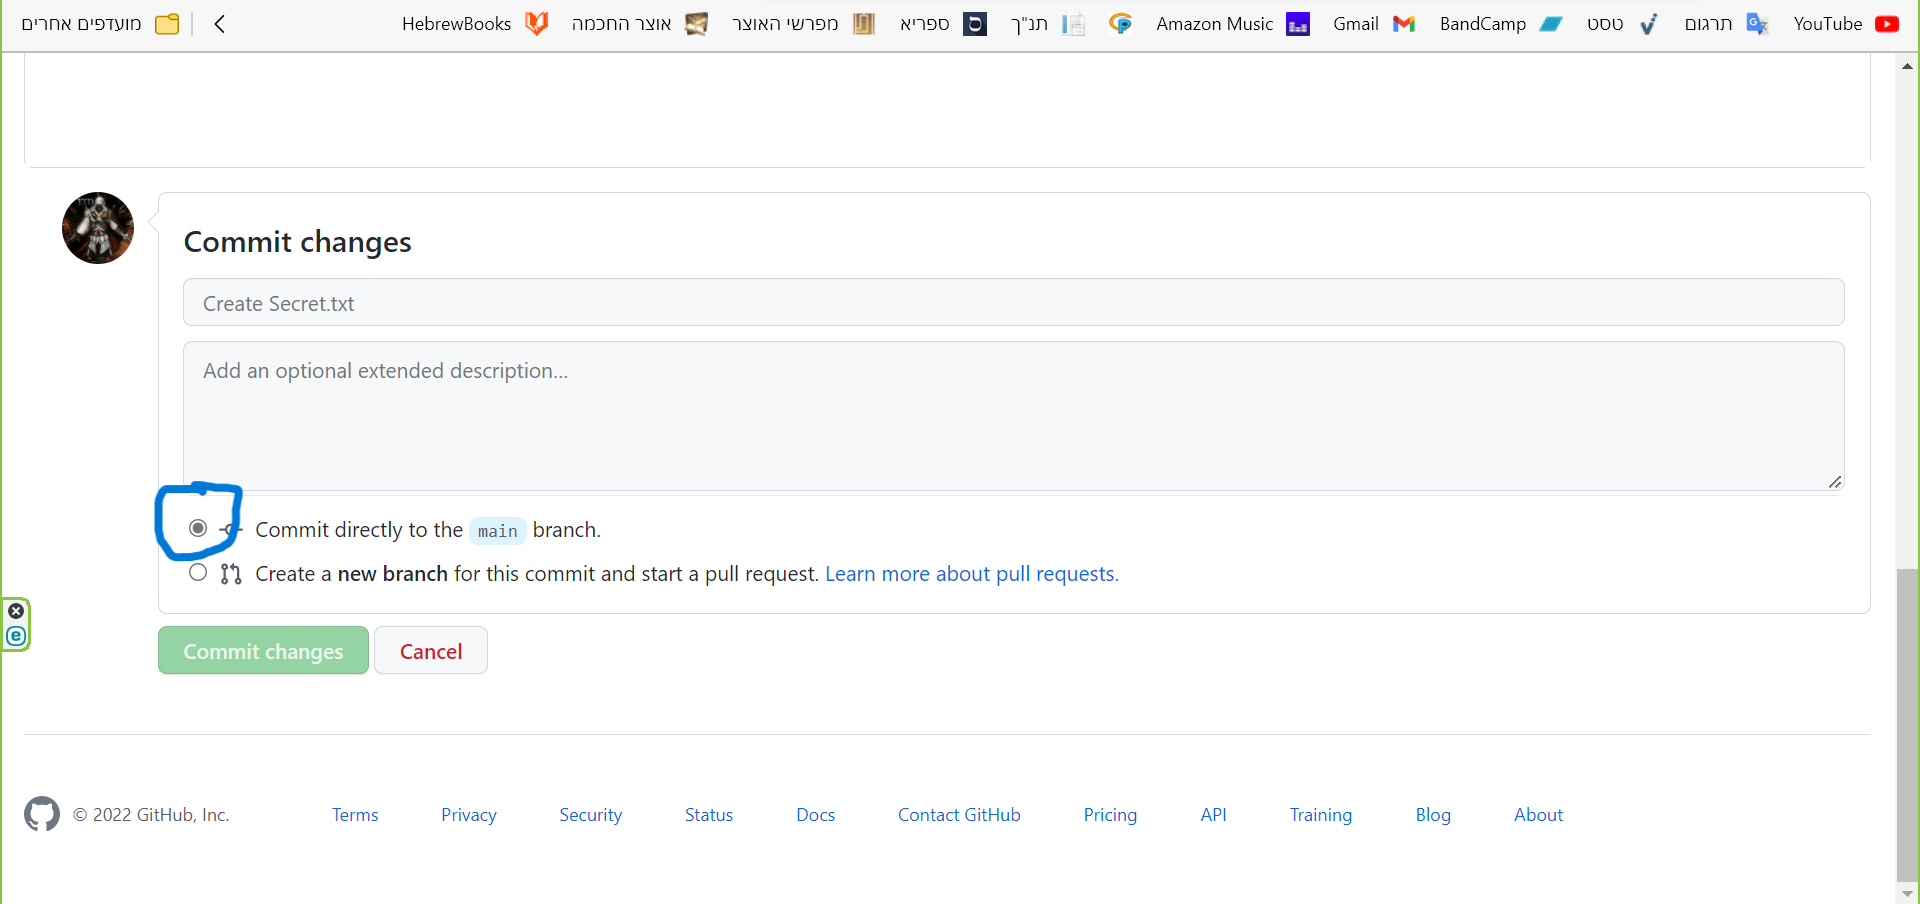 YouTube תרגום טסט BandCamp Gmail Amazon Music תנ"ך ספריא מפרשי האוצר אוצר החכמה HebrewBooks מועדפים אחרים
Commit changes
Create Secret.txt
Add an optional extended description...
Commit directly to the main branch.
Create a new branch for this commit and start a pull request. Learn more about pull requests.
Commit changes Cancel
© 2022 GitHub, Inc. Terms Privacy Security Status Docs Contact GitHub Pricing API Training Blog About